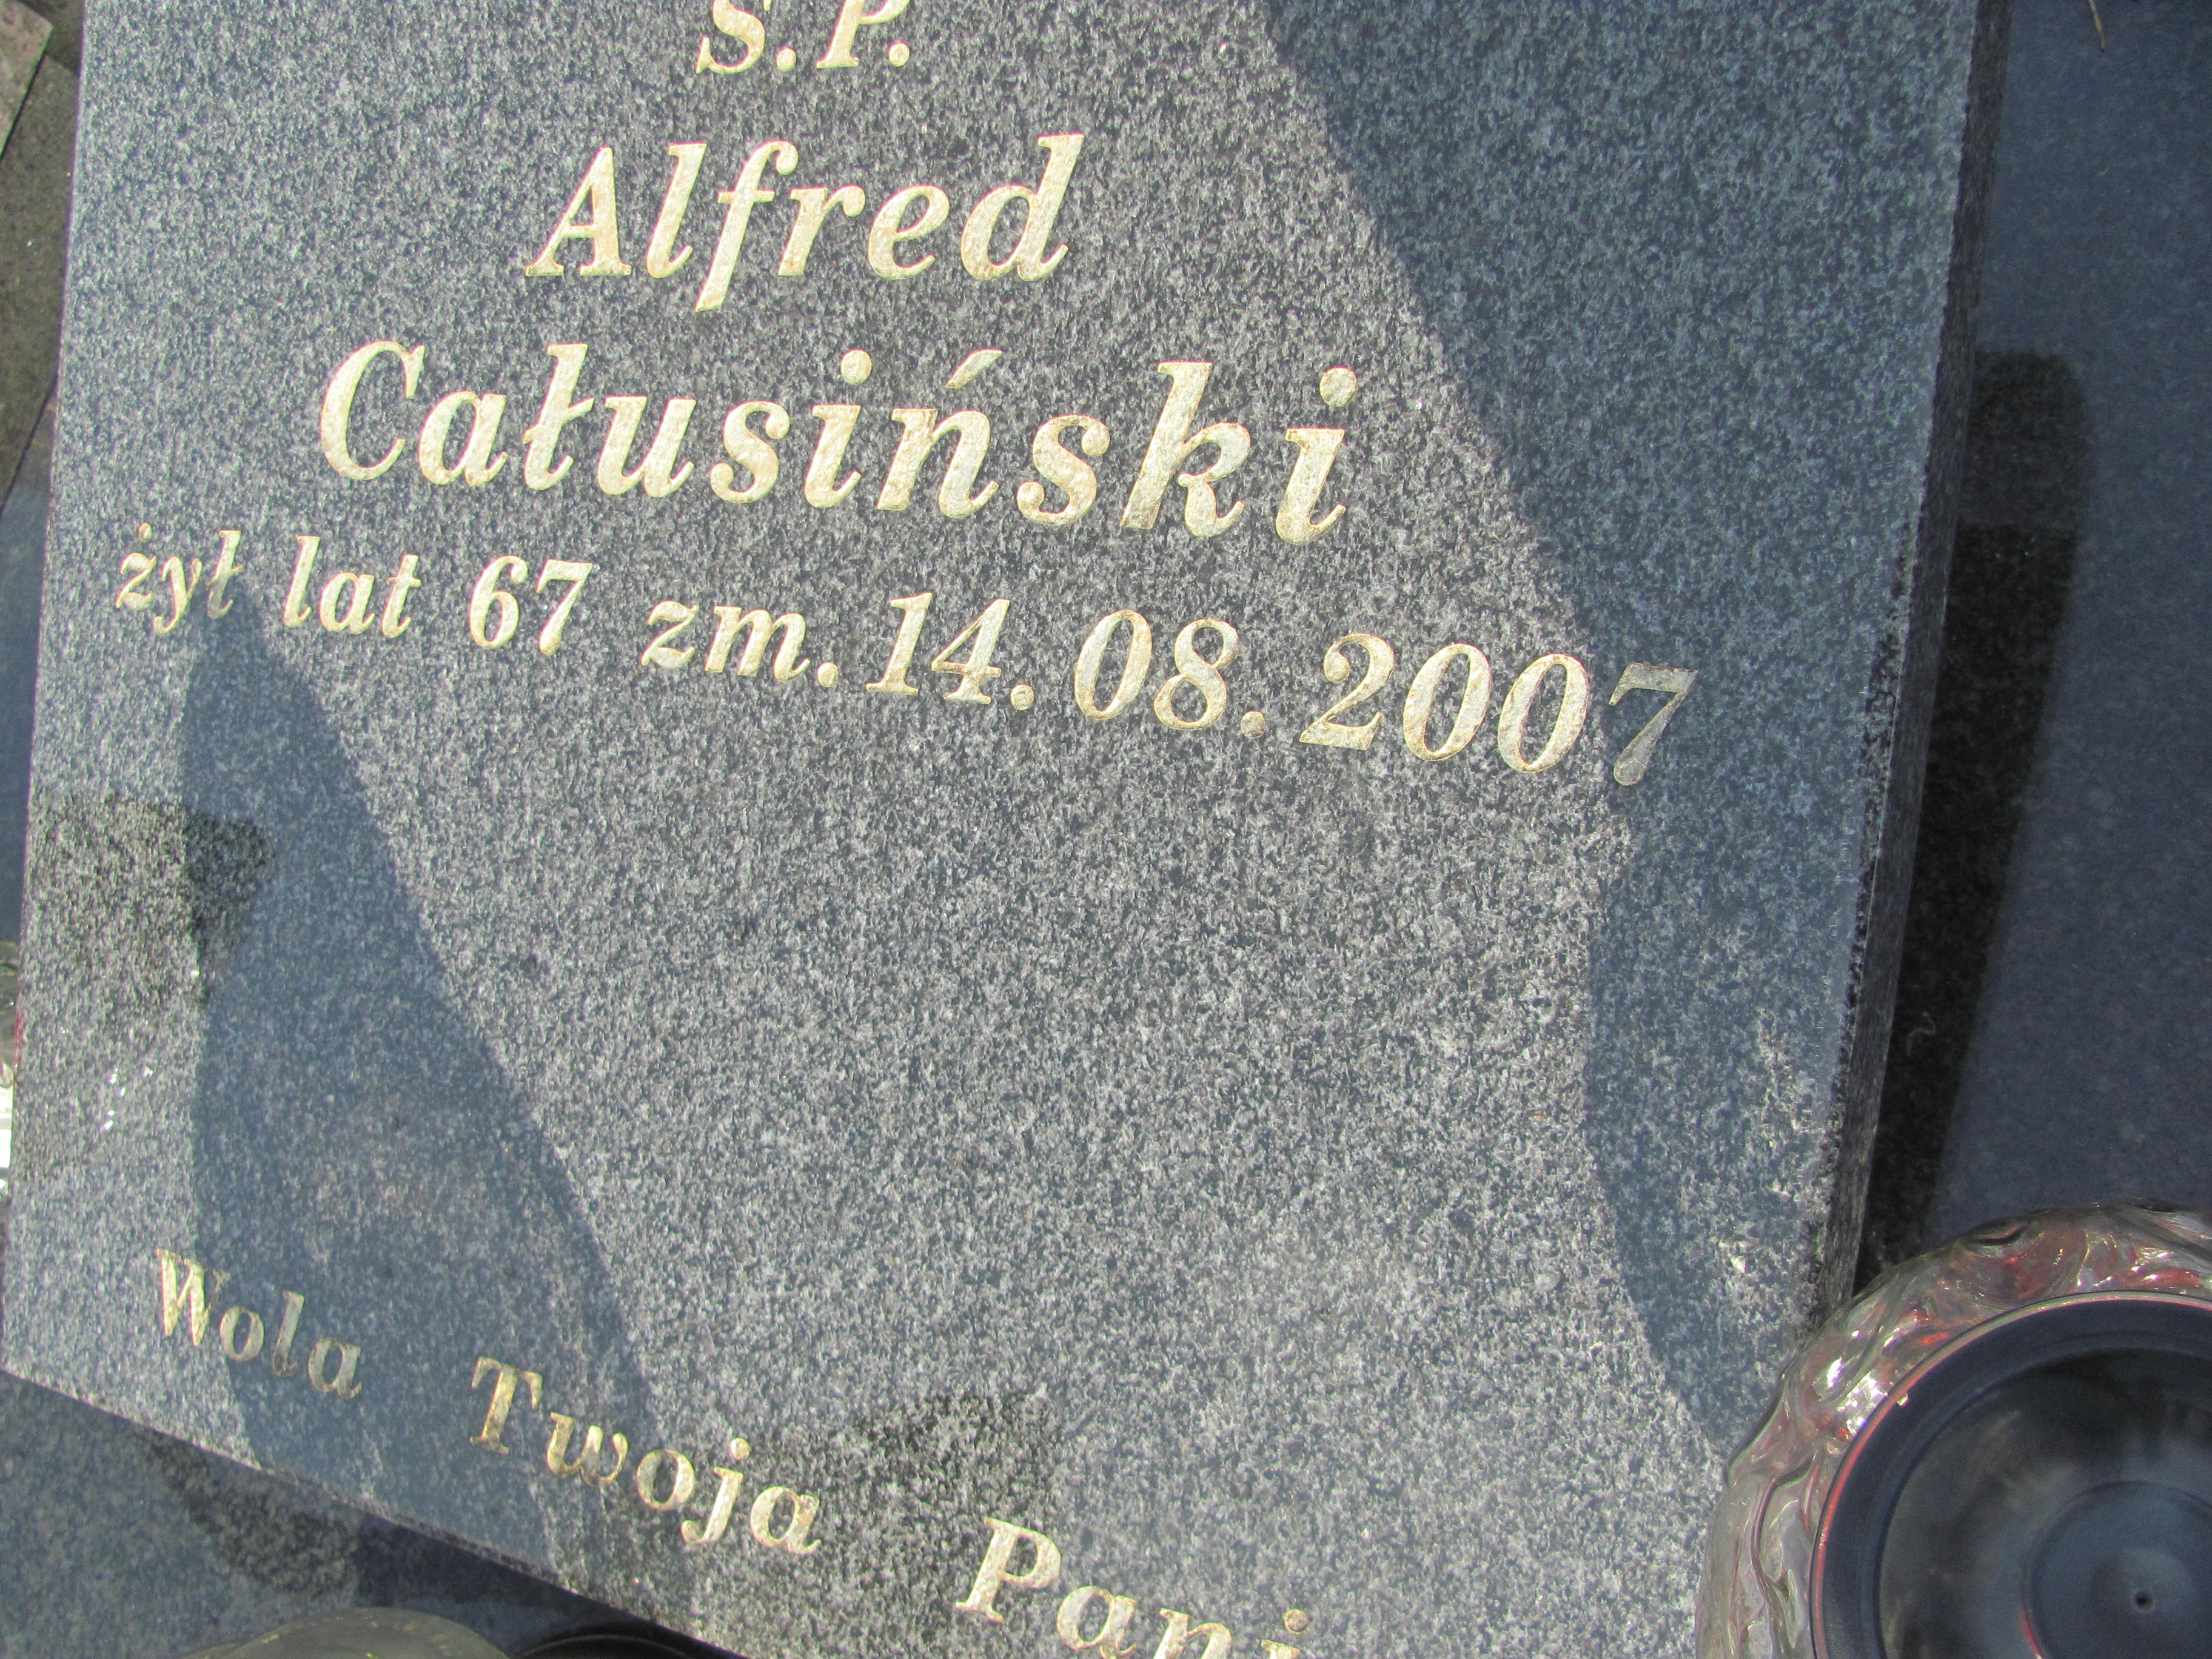 Ś.P.
Alfred
Całusiński
żył lat 67 zm. 14.08.2007
Wola Twoja Pani